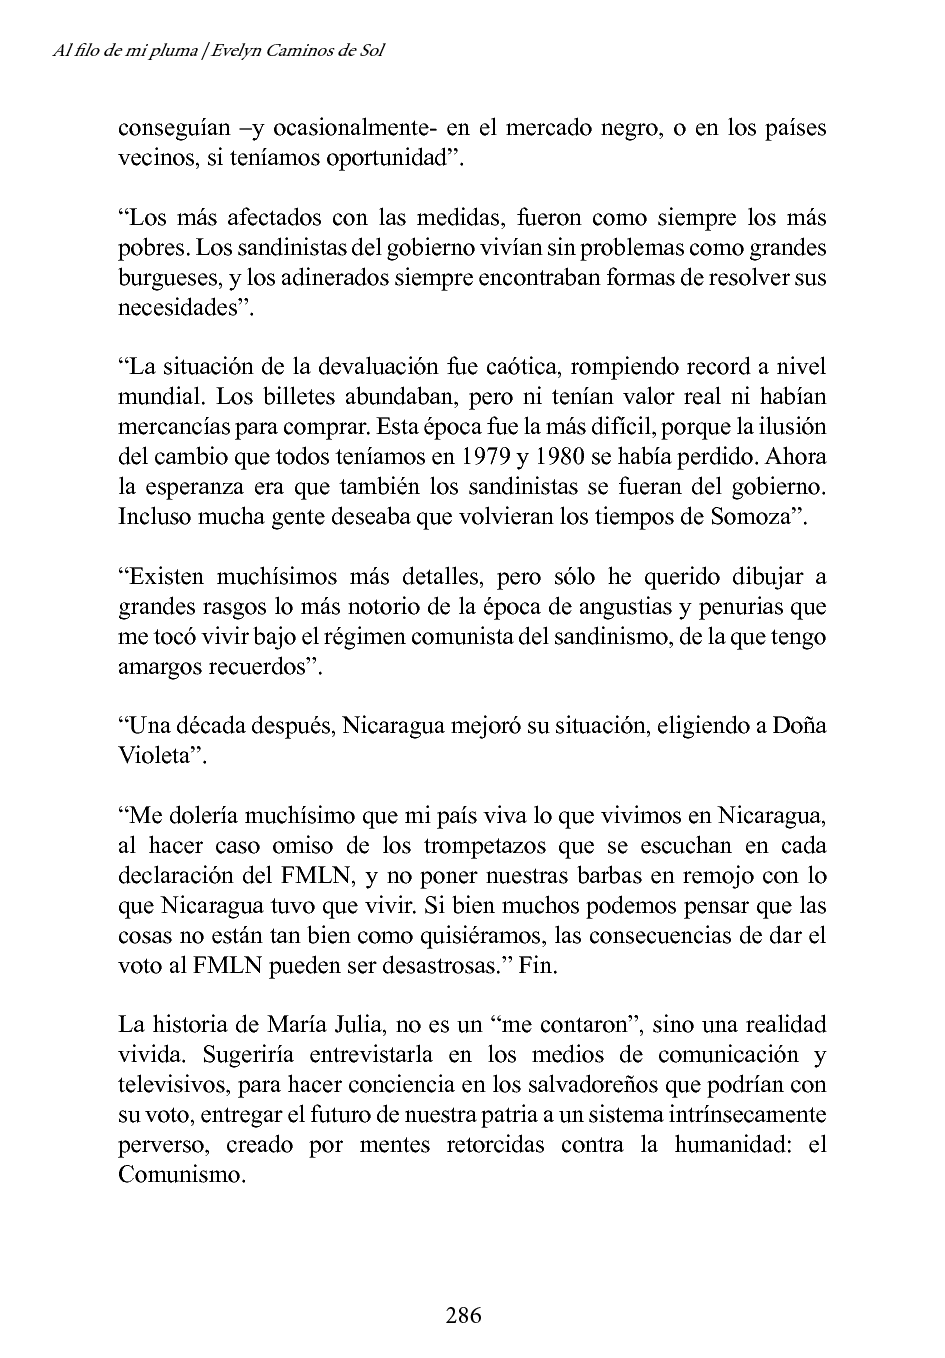 Al filo de mi pluma | Evelyn Caminos de Sol
conseguían –y ocasionalmente- en el mercado negro, o en los países
vecinos, si teníamos oportunidad”.
“Los más afectados con las medidas, fueron como siempre los más
pobres. Los sandinistas del gobierno vivían sin problemas como grandes
burgueses, y los adinerados siempre encontraban formas de resolver sus
necesidades”.
“La situación de la devaluación fue caótica, rompiendo record a nivel
mundial. Los billetes abundaban, pero ni tenían valor real ni habían
mercancías para comprar. Esta época fue la más difícil, porque la ilusión
del cambio que todos teníamos en 1979 y 1980 se había perdido. Ahora
la esperanza era que también los sandinistas se fueran del gobierno.
Incluso mucha gente deseaba que volvieran los tiempos de Somoza”.
“Existen muchísimos más detalles, pero sólo he querido dibujar a
grandes rasgos lo más notorio de la época de angustias y penurias que
me tocó vivir bajo el régimen comunista del sandinismo, de la que tengo
amargos recuerdos”.
“Una década después, Nicaragua mejoró su situación, eligiendo a Doña
Violeta”.
“Me dolería muchísimo que mi país viva lo que vivimos en Nicaragua,
al hacer caso omiso de los trompetazos que se escuchan en cada
declaración del FMLN, y no poner nuestras barbas en remojo con lo
que Nicaragua tuvo que vivir. Si bien muchos podemos pensar que las
cosas no están tan bien como quisiéramos, las consecuencias de dar el
voto al FMLN pueden ser desastrosas.” Fin.
La historia de María Julia, no es un “me contaron”, sino una realidad
vivida. Sugeriría entrevistarla en los medios de comunicación y
televisivos, para hacer conciencia en los salvadoreños que podrían con
su voto, entregar el futuro de nuestra patria a un sistema intrínsecamente
perverso, creado por mentes retorcidas contra la humanidad: el
Comunismo.
286